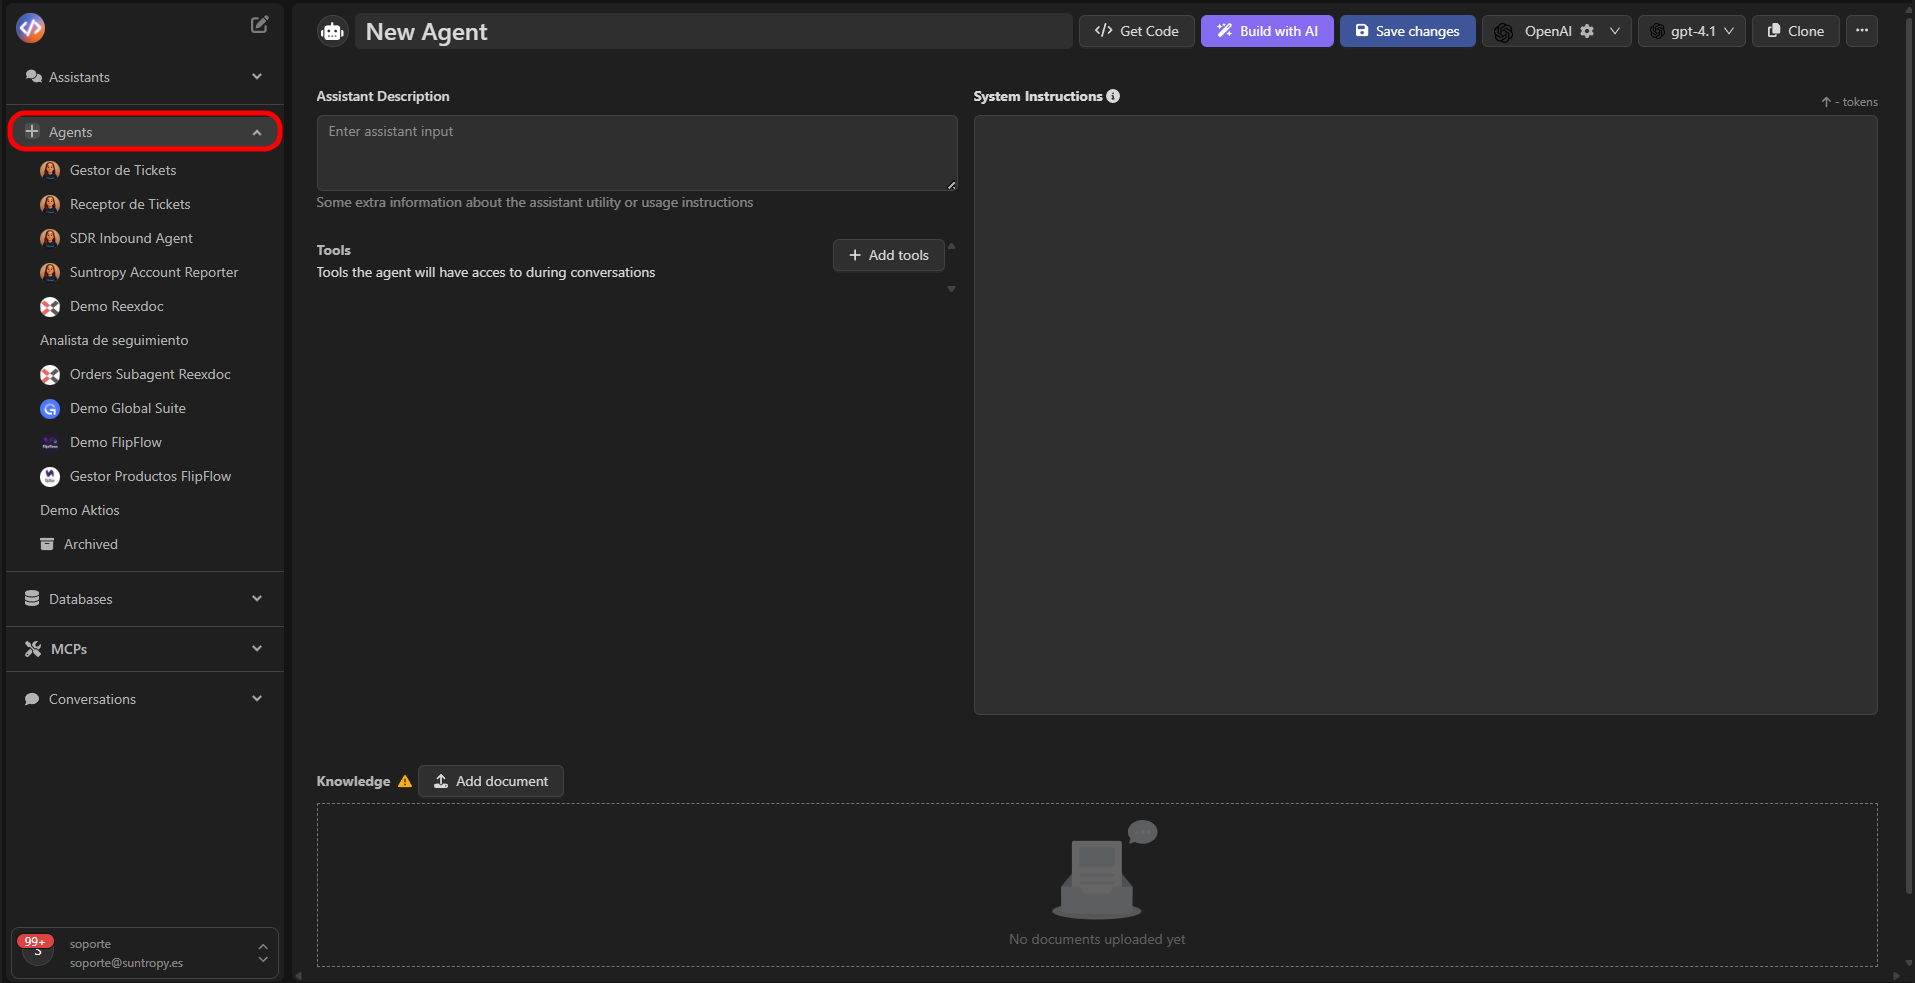 New Agent
Get Code
Build with AI
Save changes
OpenAI
gpt-4.1
Clone
Assistants
Agents
Gestor de Tickets
Receptor de Tickets
SDR Inbound Agent
Suntropy Account Reporter
Demo Reexdoc
Analista de seguimiento
Orders Subagent Reexdoc
Demo Global Suite
Demo FlipFlow
Gestor Productos FlipFlow
Demo Aktios
Archived
Databases
MCPs
Conversations
99+
soporte
soporte@suntropy.es
Assistant Description
Enter assistant input
Some extra information about the assistant utility or usage instructions
Tools
Tools the agent will have acces to during conversations
Add tools
System Instructions
- tokens
Knowledge
Add document
No documents uploaded yet